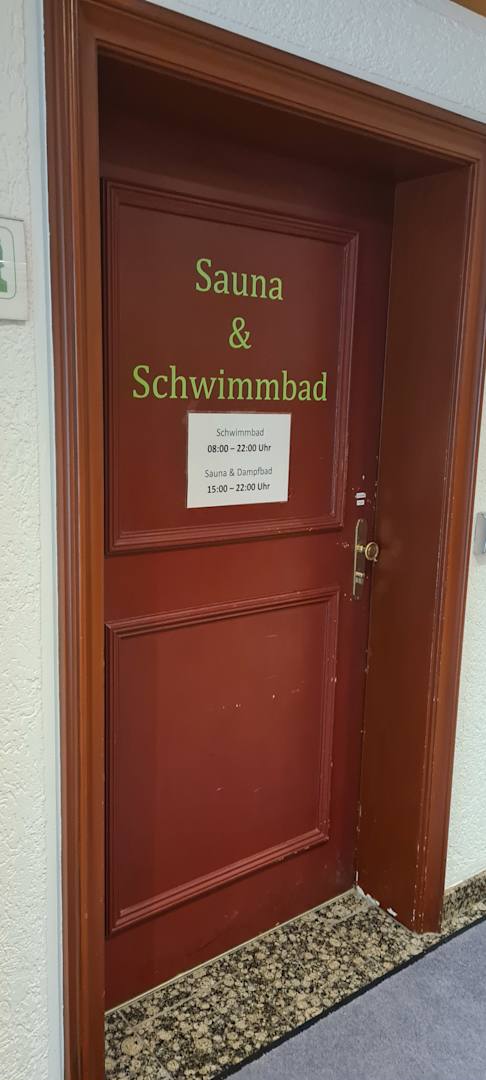 Sauna
&
Schwimmbad
Schwimmbad
08:00 – 22:00 Uhr
Sauna & Dampfbad
15:00 – 22:00 Uhr